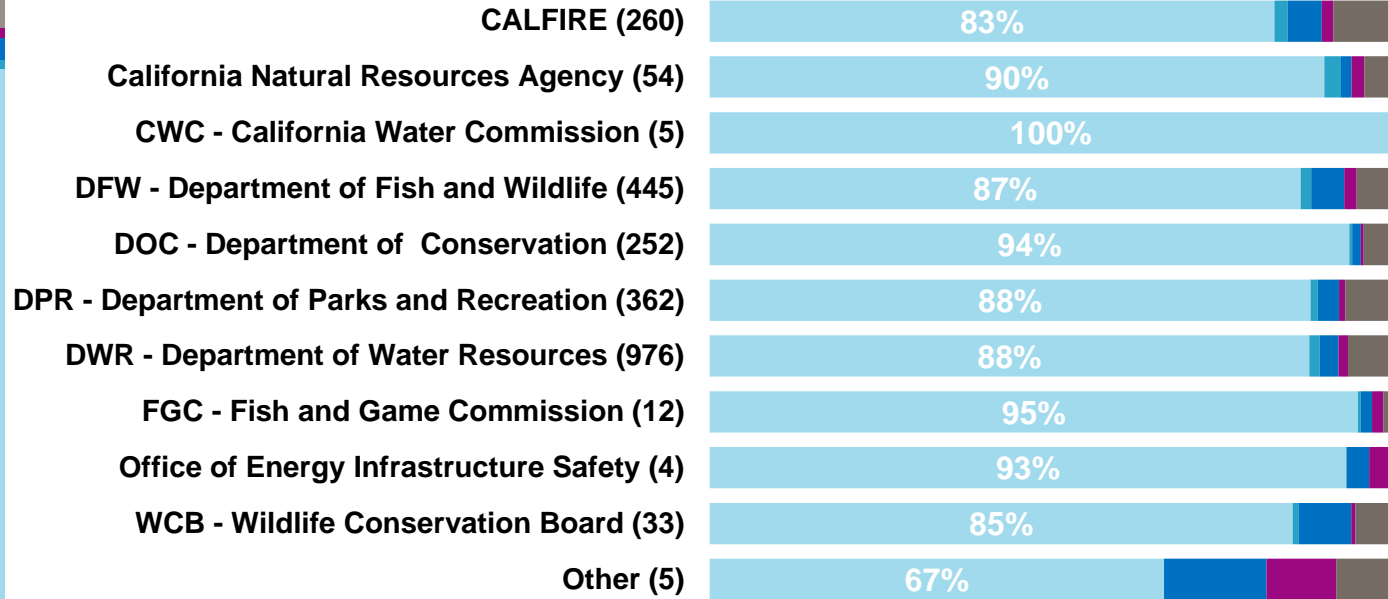 CALFIRE (260) 83%
California Natural Resources Agency (54) 90%
CWC - California Water Commission (5) 100%
DFW - Department of Fish and Wildlife (445) 87%
DOC - Department of  Conservation (252) 94%
DPR - Department of Parks and Recreation (362) 88%
DWR - Department of Water Resources (976) 88%
FGC - Fish and Game Commission (12) 95%
Office of Energy Infrastructure Safety (4) 93%
WCB - Wildlife Conservation Board (33) 85%
Other (5) 67%